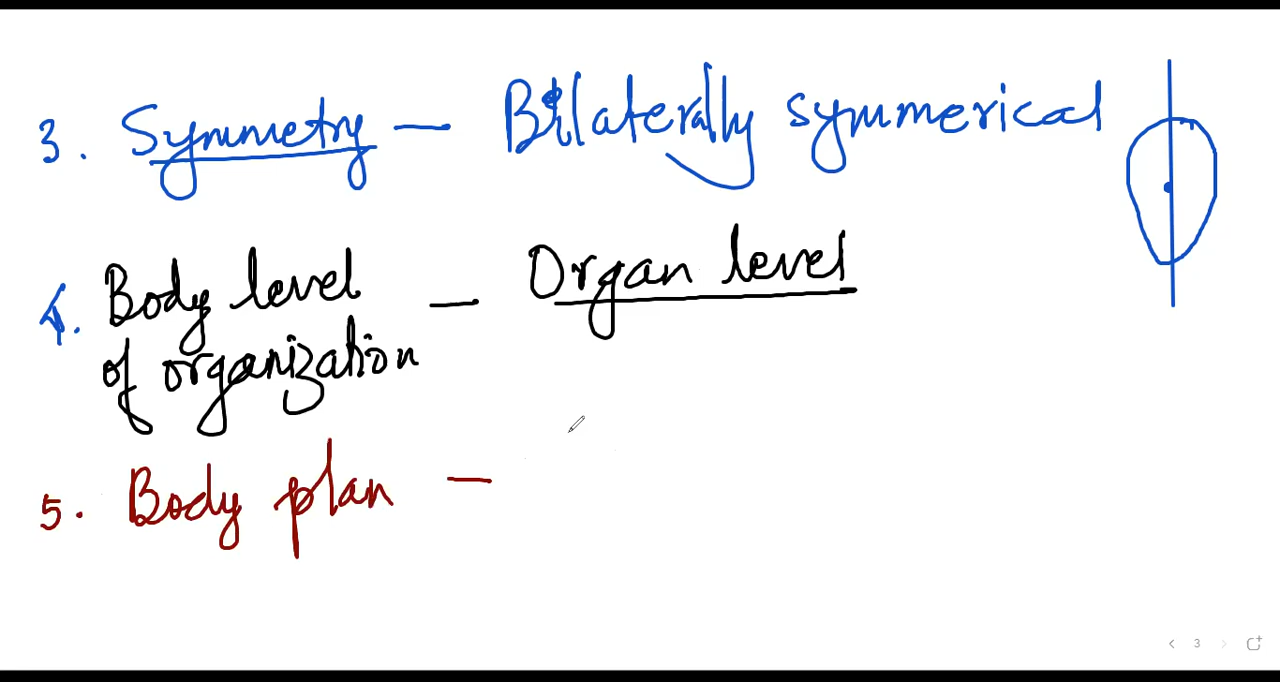 3. Symmetry — Bilaterally symmerical
4. Body level — Organ level
of organization
5. Body plan —
3